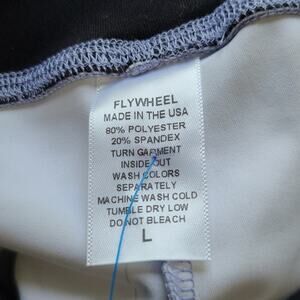 FLYWHEEL
MADE IN THE USA
80% POLYESTER
20% SPANDEX
TURN GARMENT
INSIDE OUT
WASH COLORS
SEPARATELY
MACHINE WASH COLD
TUMBLE DRY LOW
DO NOT BLEACH
L